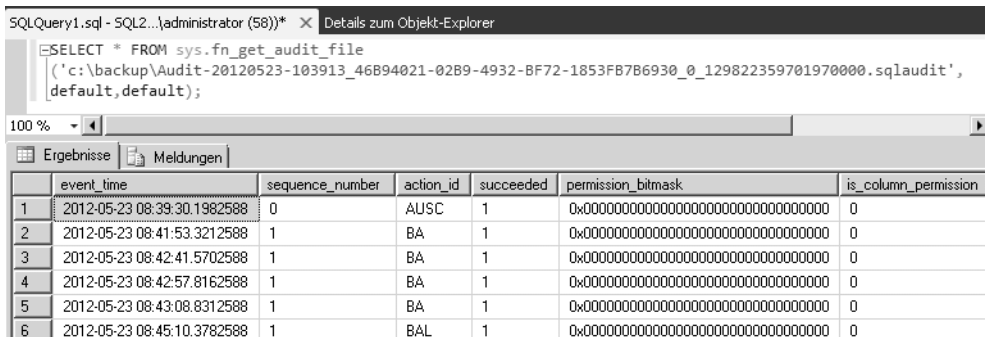 SQLQuery1.sql - SQL2...\administrator (58))* Details zum Objekt-Explorer
SELECT * FROM sys.fn_get_audit_file
('c:\backup\Audit-20120523-103913_46B94021-02B9-4932-BF72-1853FB7B6930_0_129822359701970000.sqlaudit',
default,default);
100 %
Ergebnisse Meldungen
event_time sequence_number action_id succeeded permission_bitmask is_column_permission
1 2012-05-23 08:39:30.1982588 0 AUSC 1 0x00000000000000000000000000000000 0
2 2012-05-23 08:41:53.3212588 1 BA 1 0x00000000000000000000000000000000 0
3 2012-05-23 08:42:41.5702588 1 BA 1 0x00000000000000000000000000000000 0
4 2012-05-23 08:42:57.8162588 1 BA 1 0x00000000000000000000000000000000 0
5 2012-05-23 08:43:08.8312588 1 BA 1 0x00000000000000000000000000000000 0
6 2012-05-23 08:45:10.3782588 1 BAL 1 0x00000000000000000000000000000000 0